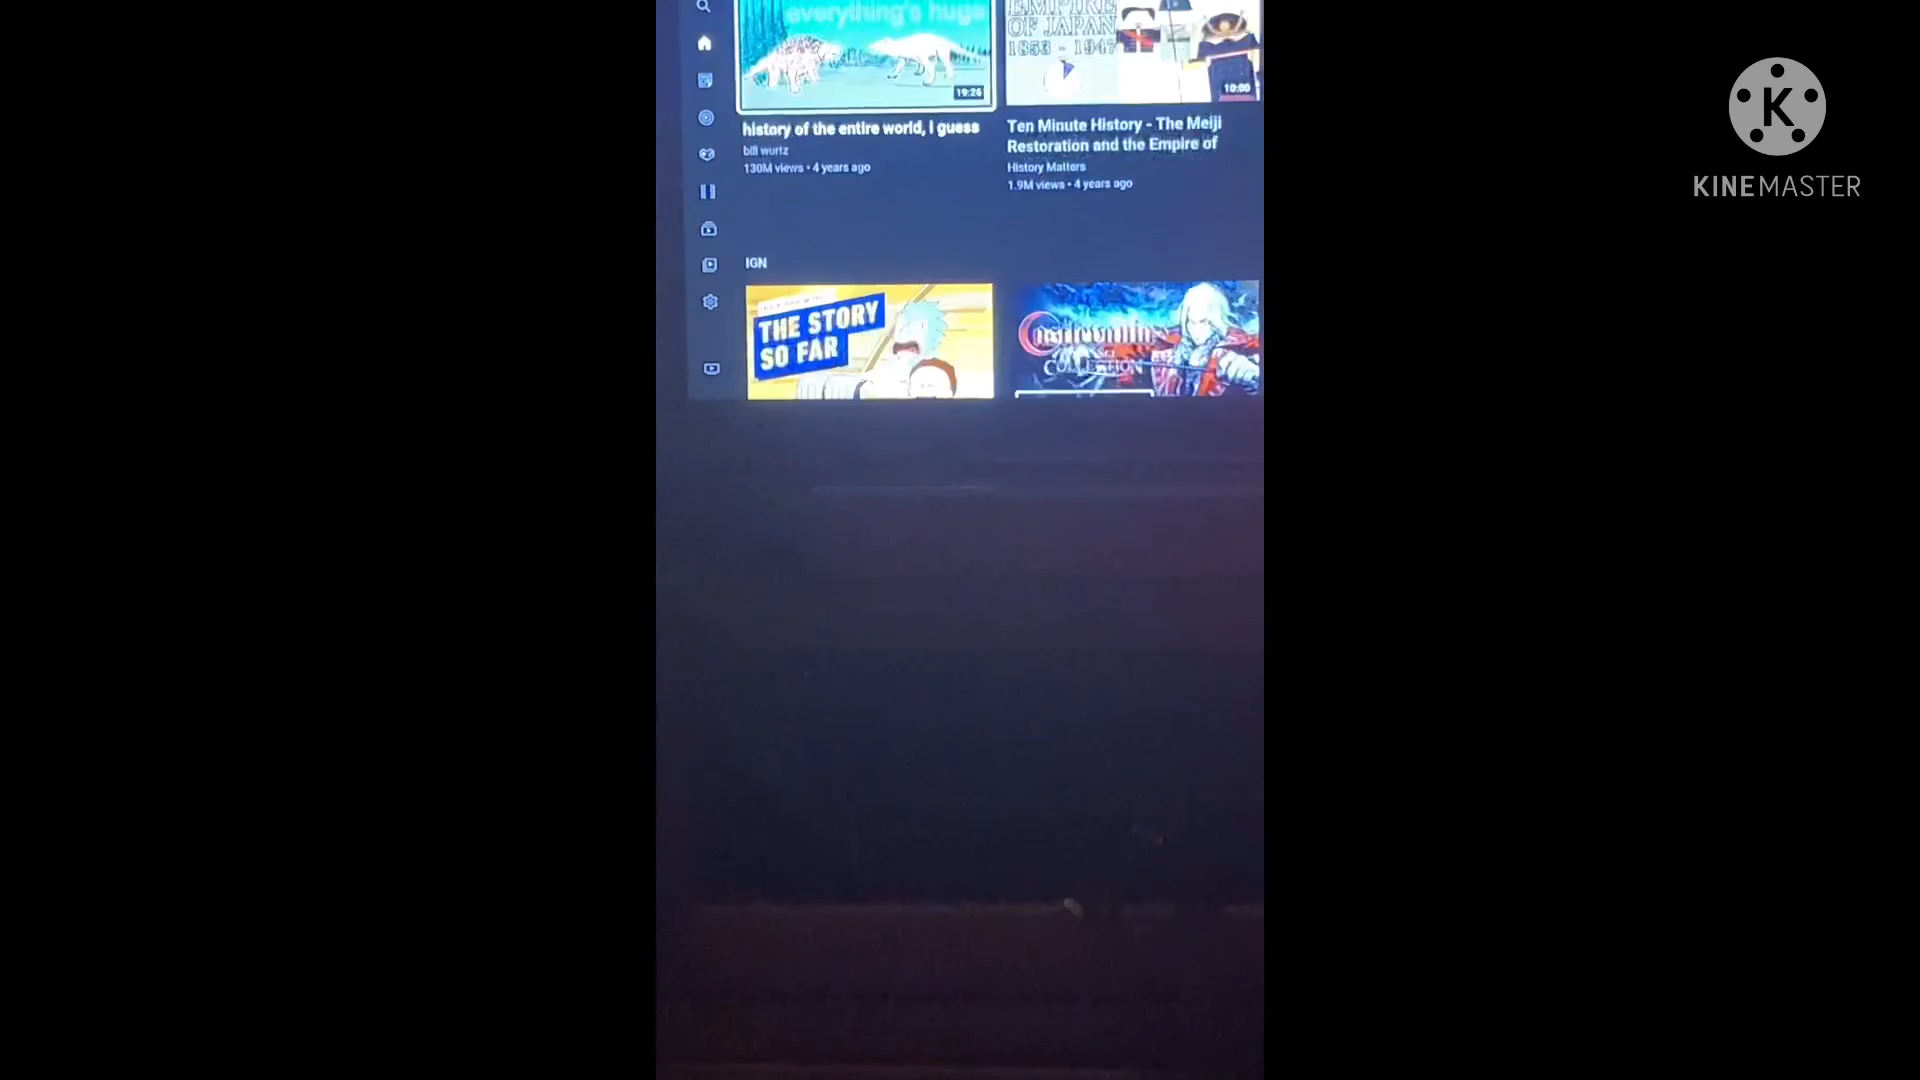 everything's huge
19:26
history of the entire world, I guess
bill wurtz
130M views • 4 years ago
EMPIRE
OF JAPAN
1853 - 1947
10:00
Ten Minute History - The Meiji
Restoration and the Empire of
History Matters
1.9M views • 4 years ago
IGN
THE STORY
SO FAR
Castlevania
COLLECTION
K
KINEMASTER